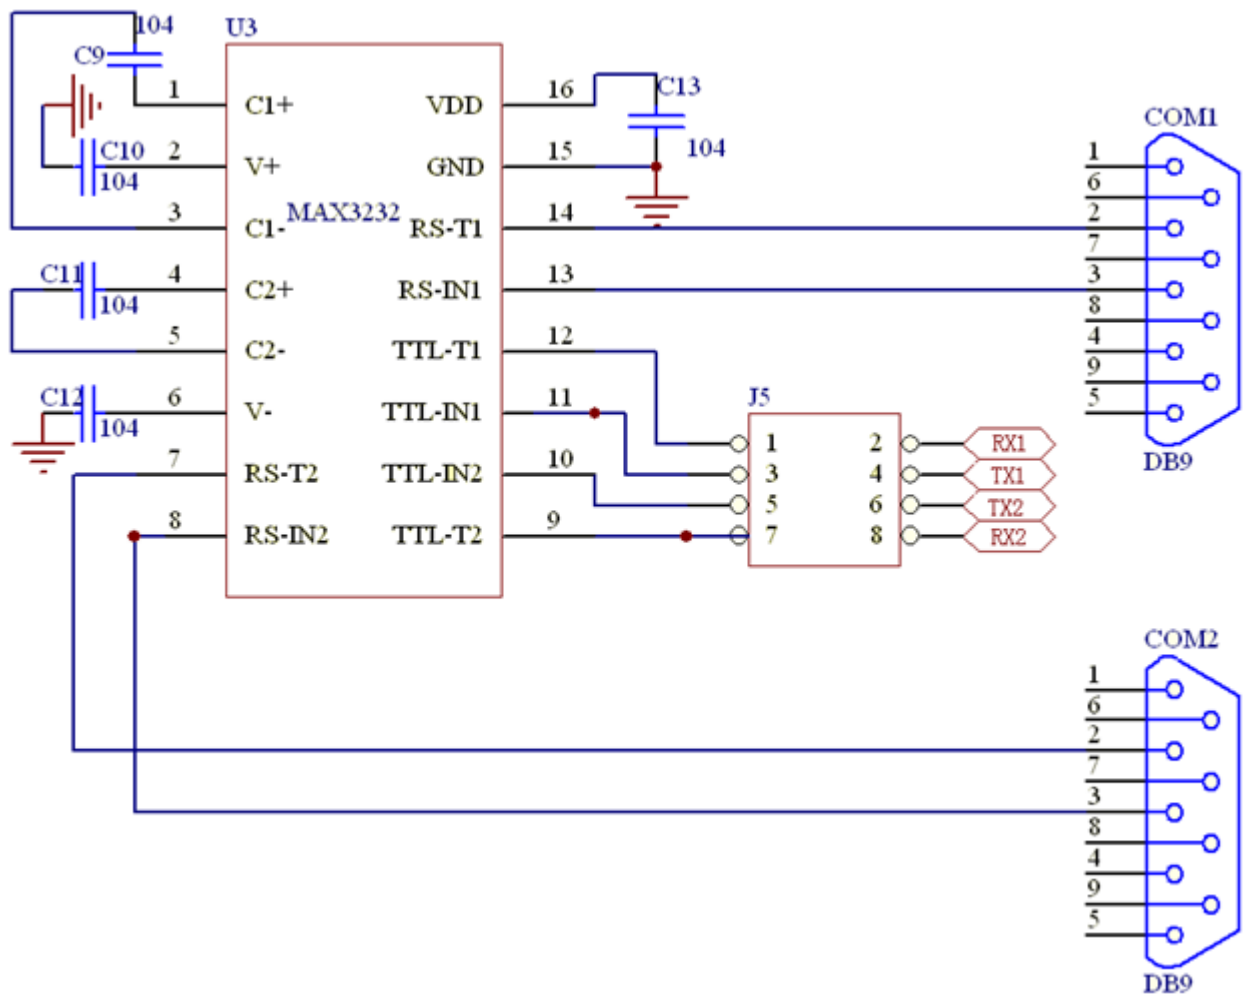 104
U3
C9
1
C1+
VDD
16
C13
104
C10
104
2
V+
GND
15
MAX3232
3
C1-
RS-T1
14
C11
104
4
C2+
RS-IN1
13
5
C2-
TTL-T1
12
C12
104
6
V-
TTL-IN1
11
7
RS-T2
TTL-IN2
10
8
RS-IN2
TTL-T2
9
J5
1 2
3 4
5 6
7 8
RX1
TX1
TX2
RX2
COM1
1
6
2
7
3
8
4
9
5
DB9
COM2
1
6
2
7
3
8
4
9
5
DB9